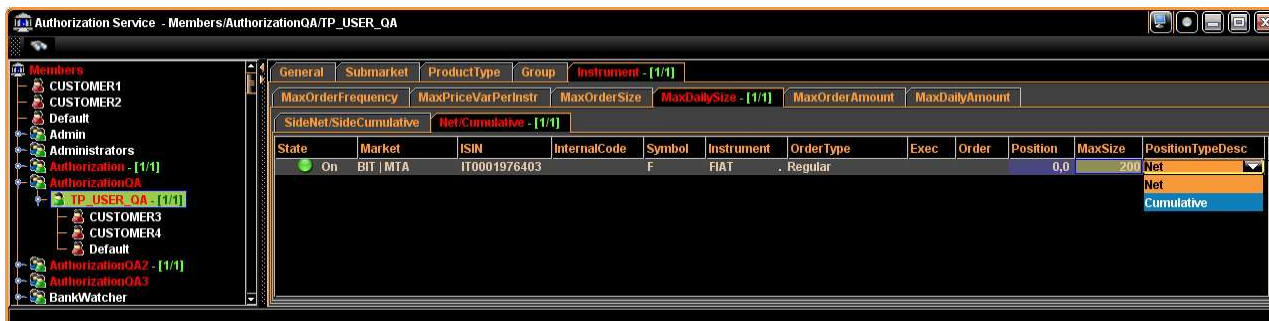 Authorization Service - Members/AuthorizationQA/TP_USER_QA
Members
CUSTOMER1
CUSTOMER2
Default
Admin
Administrators
Authorization - [1/1]
AuthorizationQA
TP_USER_QA - [1/1]
CUSTOMER3
CUSTOMER4
Default
AuthorizationQA2 - [1/1]
AuthorizationQA3
BankWatcher
General Submarket ProductType Group Instrument - [1/1]
MaxOrderFrequency MaxPriceVarPerInstr MaxOrderSize MaxDailySize - [1/1] MaxOrderAmount MaxDailyAmount
SideNet/SideCumulative Net/Cumulative - [1/1]
State Market ISIN InternalCode Symbol Instrument OrderType Exec Order Position MaxSize PositionTypeDesc
On BIT | MTA IT0001976403 F FIAT . Regular 0,0 200 Net
Net
Cumulative